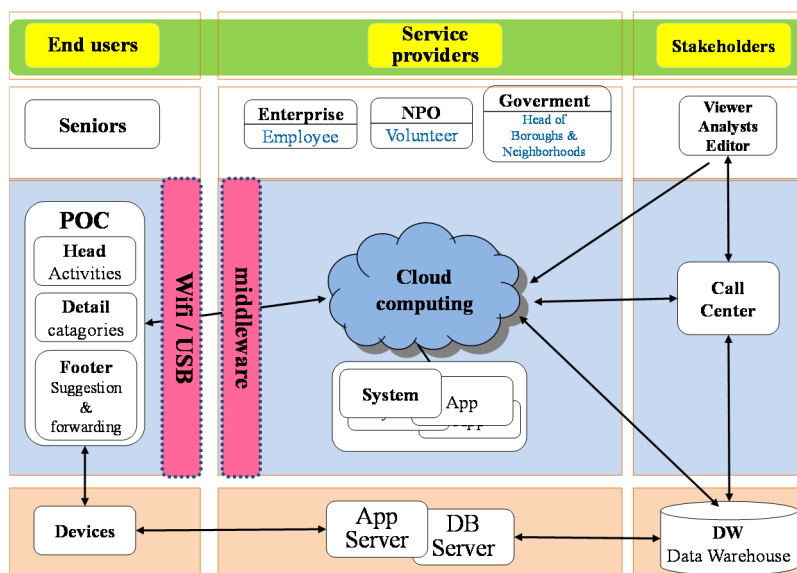 End users
Service
providers
Stakeholders
Seniors
Enterprise
Employee
NPO
Volunteer
Goverment
Head of
Boroughs &
Neighborhoods
Viewer
Analysts
Editor
POC
Head
Activities
Detail
catagories
Footer
Suggestion
&
forwarding
Wifi / USB
middleware
Cloud
computing
System
App
Call
Center
Devices
App
Server
DB
Server
DW
Data Warehouse